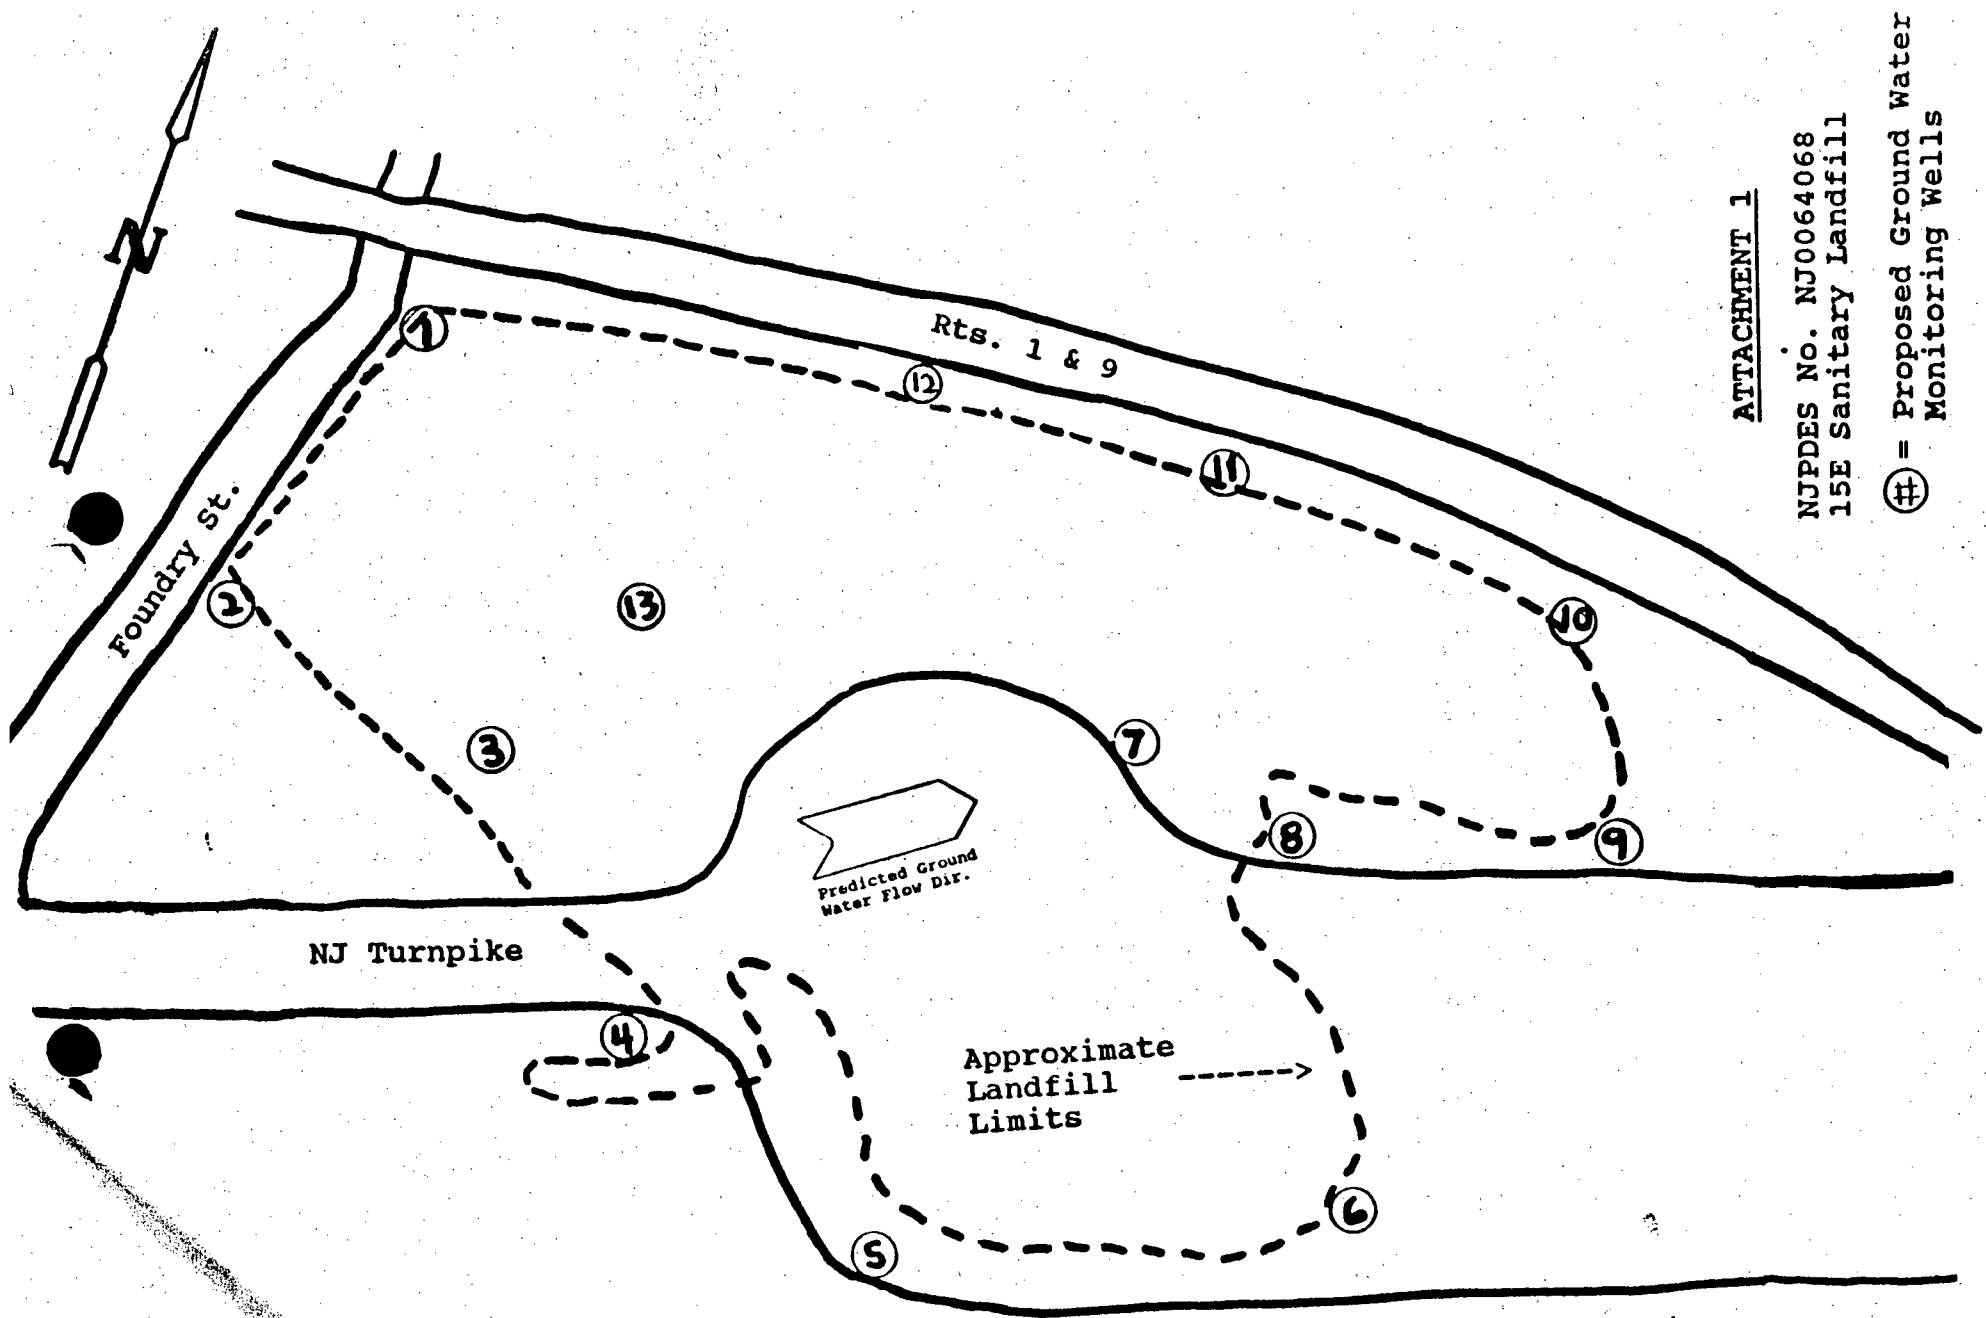 ATTACHMENT 1
NJPDES No. NJ0064068
15E Sanitary Landfill
# = Proposed Ground Water
Monitoring Wells
N
Rts. 1 & 9
Foundry St.
1
12
11
10
2
13
3
7
8
9
Predicted Ground
Water Flow Dir.
NJ Turnpike
4
Approximate
Landfill
Limits
5
6